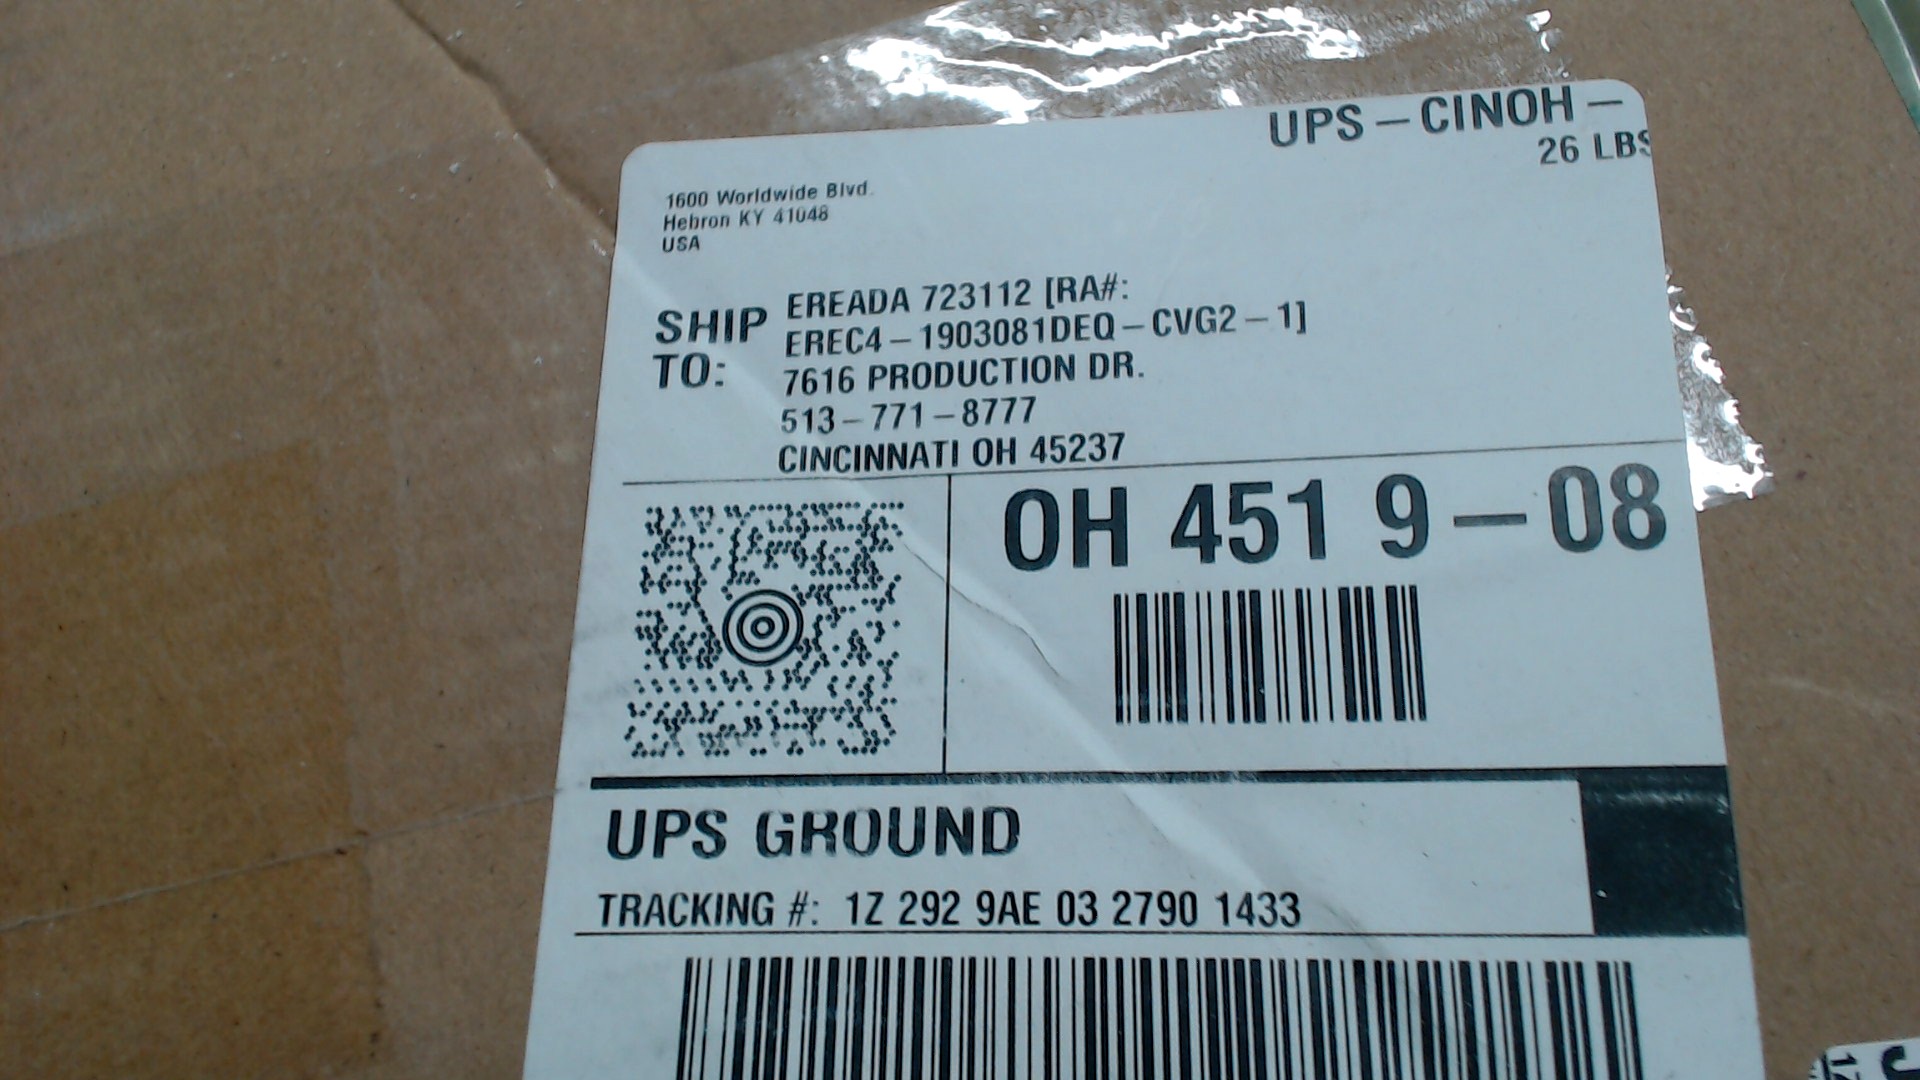 UPS – CINOH –
26 LBS
1600 Worldwide Blvd.
Hebron KY 41048
USA
SHIP TO:
EREADA 723112 [RA#:
EREC4 – 1903081DEQ – CVG2 – 1]
7616 PRODUCTION DR.
513 – 771 – 8777
CINCINNATI OH 45237
OH 451 9 – 08
UPS GROUND
TRACKING #: 1Z 292 9AE 03 2790 1433